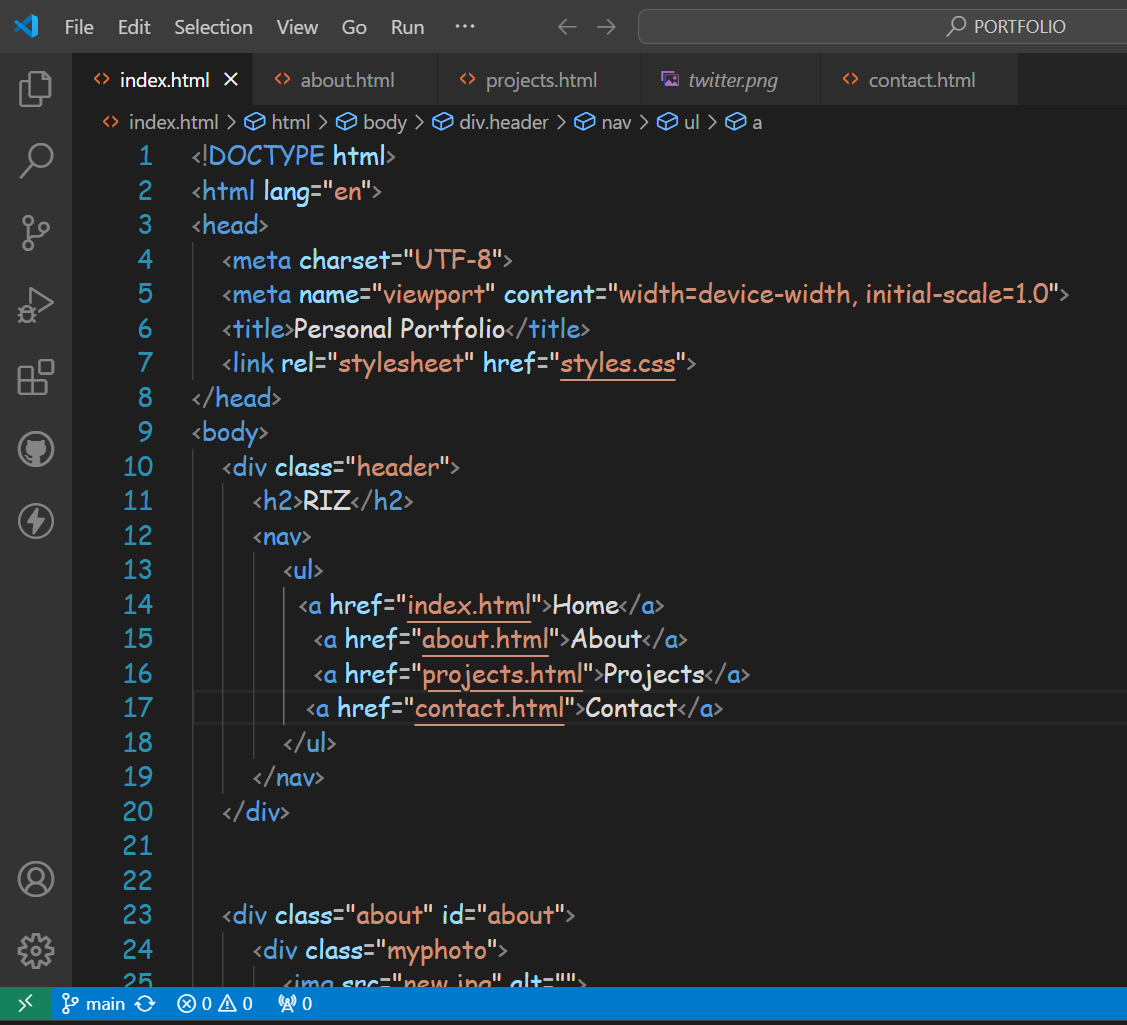 File Edit Selection View Go Run ··· ← → PORTFOLIO
index.html × about.html projects.html twitter.png contact.html
index.html > html > body > div.header > nav > ul > a
1 <!DOCTYPE html>
2 <html lang="en">
3 <head>
4 <meta charset="UTF-8">
5 <meta name="viewport" content="width=device-width, initial-scale=1.0">
6 <title>Personal Portfolio</title>
7 <link rel="stylesheet" href="styles.css">
8 </head>
9 <body>
10 <div class="header">
11 <h2>RIZ</h2>
12 <nav>
13 <ul>
14 <a href="index.html">Home</a>
15 <a href="about.html">About</a>
16 <a href="projects.html">Projects</a>
17 <a href="contact.html">Contact</a>
18 </ul>
19 </nav>
20 </div>
21
22
23 <div class="about" id="about">
24 <div class="myphoto">
25 <img src="new.jpg" alt="">
main 0 0 0